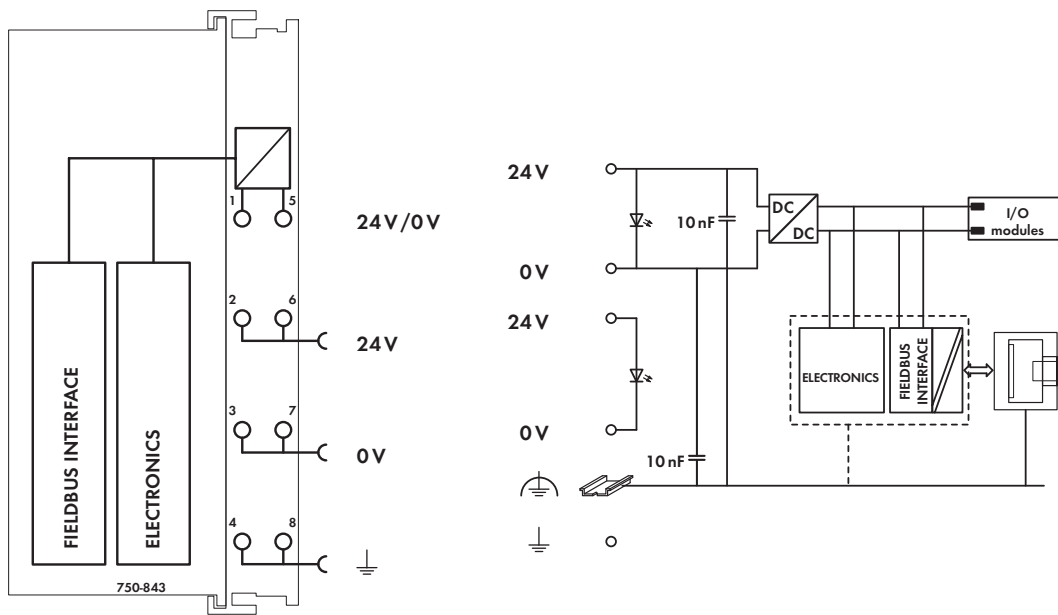 1
5
24V/0V
2
6
24V
3
7
0V
4
8
FIELDBUS INTERFACE
ELECTRONICS
750-843
24V
0V
24V
0V
10nF
10nF
DC
DC
I/O
modules
ELECTRONICS
FIELDBUS
INTERFACE